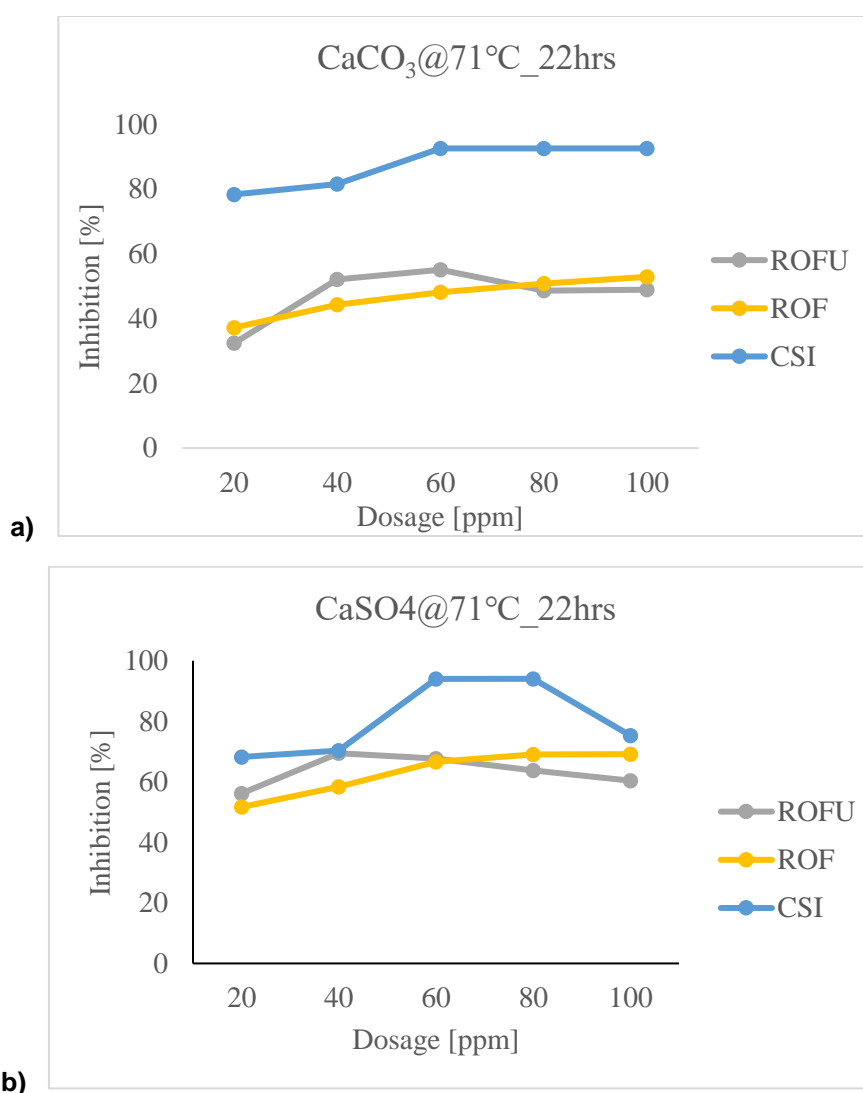 CaCO₃@71°C_22hrs
100
80
60
40
20
0
Inhibition [%]
20 40 60 80 100
Dosage [ppm]
ROFU
ROF
CSI
a)
CaSO4@71°C_22hrs
100
80
60
40
20
0
Inhibition [%]
20 40 60 80 100
Dosage [ppm]
ROFU
ROF
CSI
b)